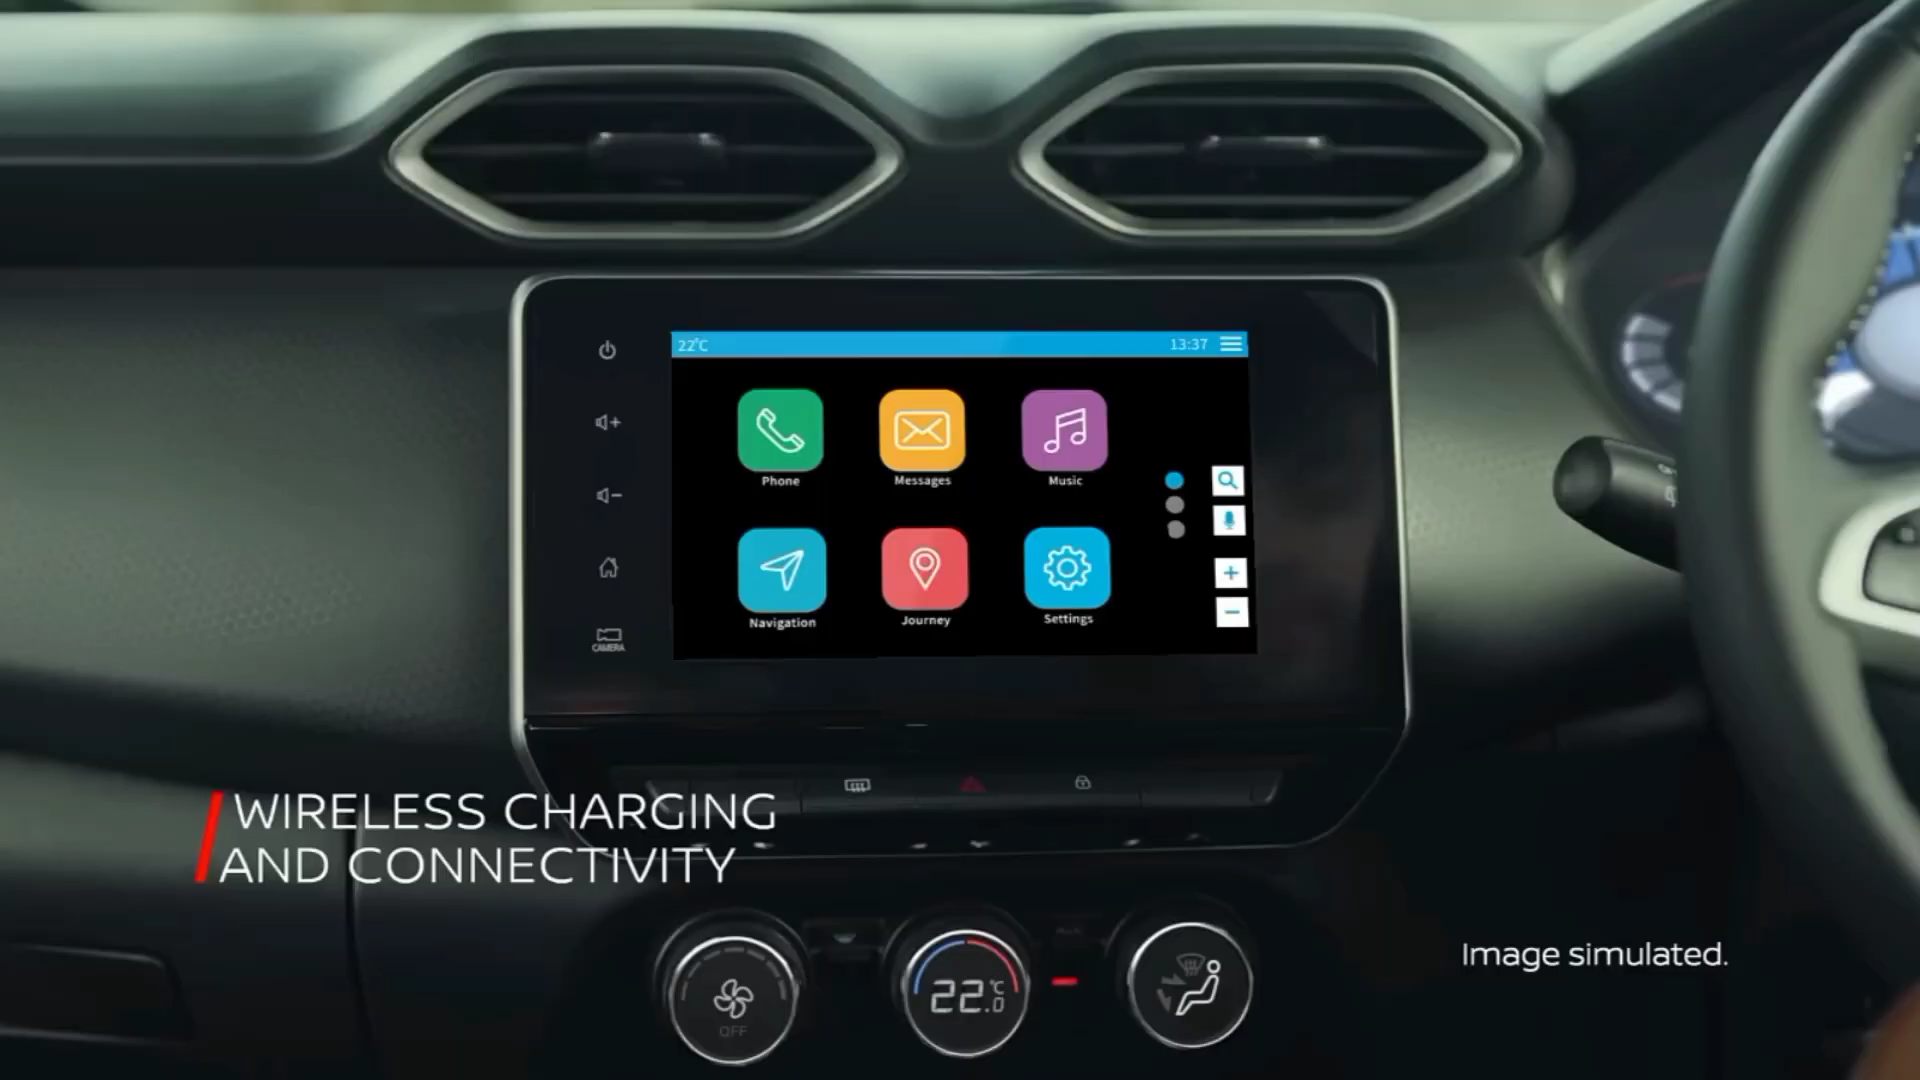 22°C
13:37
Phone
Messages
Music
Navigation
Journey
Settings
CAMERA
WIRELESS CHARGING
AND CONNECTIVITY
Image simulated.
OFF
22.0 °C